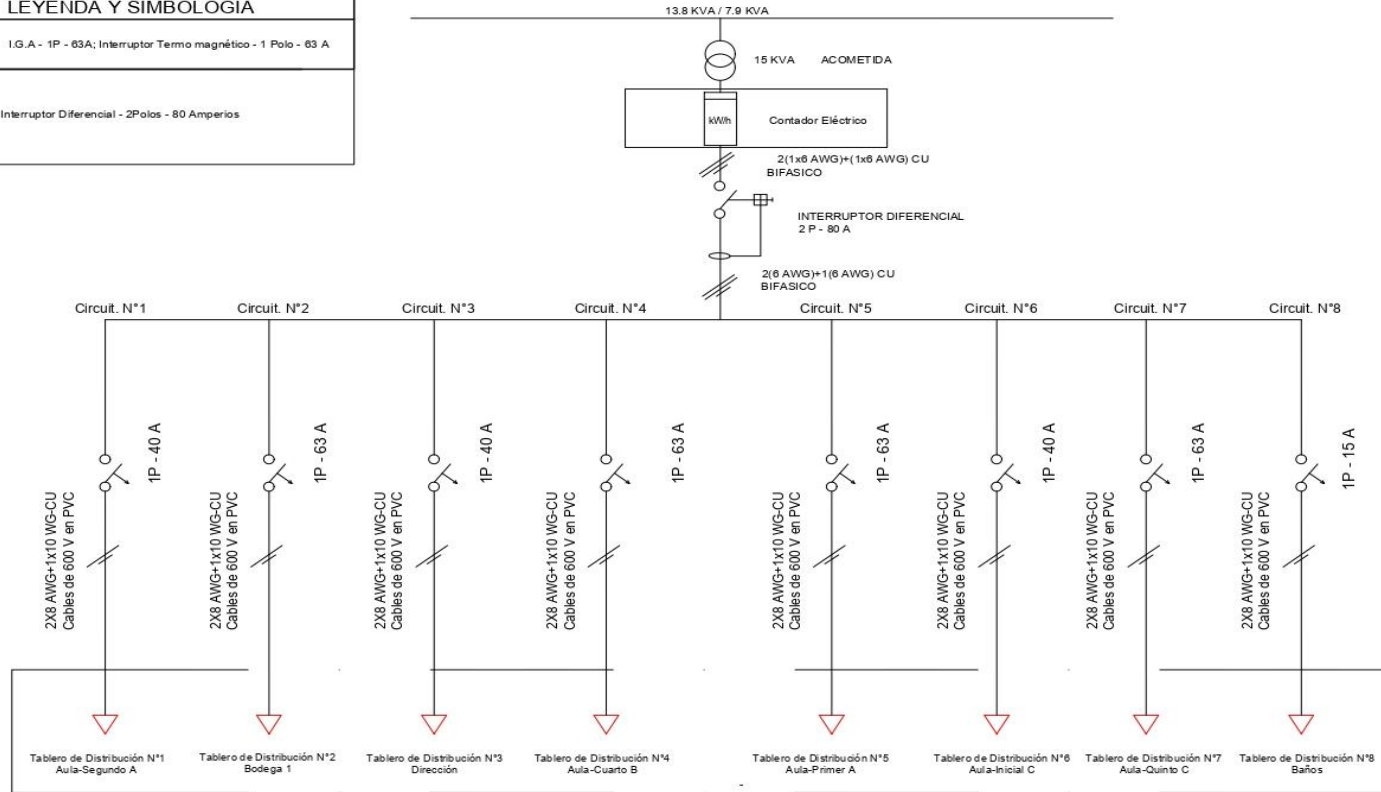 LEYENDA Y SIMBOLOGIA
I.G.A - 1P - 63A; Interruptor Termo magnético - 1 Polo - 63 A
Interruptor Diferencial - 2Polos - 80 Amperios
13.8 KVA / 7.9 KVA
15 KVA ACOMETIDA
kW/h
Contador Eléctrico
2(1x6 AWG)+(1x6 AWG) CU
BIFASICO
INTERRUPTOR DIFERENCIAL
2 P - 80 A
2(6 AWG)+1(6 AWG) CU
BIFASICO
Circuit. N°1
Circuit. N°2
Circuit. N°3
Circuit. N°4
Circuit. N°5
Circuit. N°6
Circuit. N°7
Circuit. N°8
1P - 40 A
1P - 63 A
1P - 40 A
1P - 63 A
1P - 63 A
1P - 40 A
1P - 63 A
1P - 15 A
2X8 AWG+1x10 WG-CU
Cables de 600 V en PVC
2X8 AWG+1x10 WG-CU
Cables de 600 V en PVC
2X8 AWG+1x10 WG-CU
Cables de 600 V en PVC
2X8 AWG+1x10 WG-CU
Cables de 600 V en PVC
2X8 AWG+1x10 WG-CU
Cables de 600 V en PVC
2X8 AWG+1x10 WG-CU
Cables de 600 V en PVC
2X8 AWG+1x10 WG-CU
Cables de 600 V en PVC
2X8 AWG+1x10 WG-CU
Cables de 600 V en PVC
Tablero de Distribución N°1
Aula-Segundo A
Tablero de Distribución N°2
Bodega 1
Tablero de Distribución N°3
Dirección
Tablero de Distribución N°4
Aula-Cuarto B
Tablero de Distribución N°5
Aula-Primer A
Tablero de Distribución N°6
Aula-Inicial C
Tablero de Distribución N°7
Aula-Quinto C
Tablero de Distribución N°8
Baños